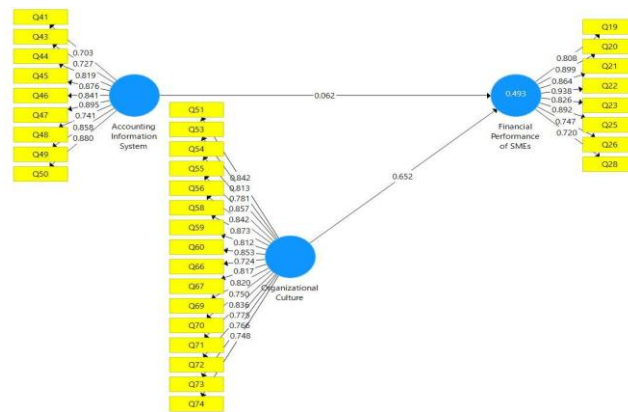 Q41
Q43
Q44
Q45
Q46
Q47
Q48
Q49
Q50
0.703
0.727
0.819
0.876
0.841
0.895
0.741
0.858
0.880
Accounting
Information
System
0.062
Q51
Q53
Q54
Q55
Q56
Q58
Q59
Q60
Q66
Q67
Q69
Q70
Q71
Q72
Q73
Q74
0.842
0.813
0.781
0.857
0.842
0.873
0.812
0.853
0.724
0.817
0.820
0.750
0.836
0.775
0.766
0.748
Organizational
Culture
0.652
0.493
Financial
Performance
of SMEs
0.808
0.899
0.864
0.938
0.826
0.892
0.747
0.720
Q19
Q20
Q21
Q22
Q23
Q25
Q26
Q28